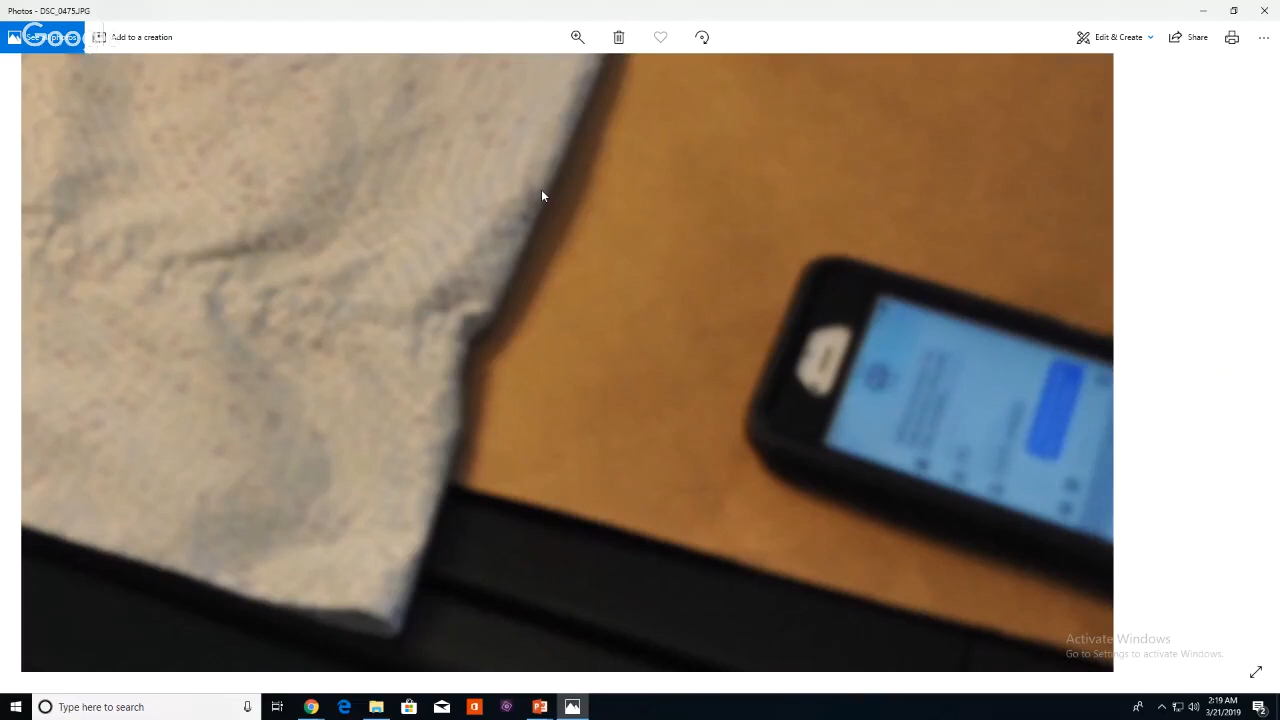 Photos - DSC_0475.JPG
Add to a creation
Edit & Create
Share
Activate Windows
Go to Settings to activate Windows.
Type here to search
2:19 AM
3/21/2019
2